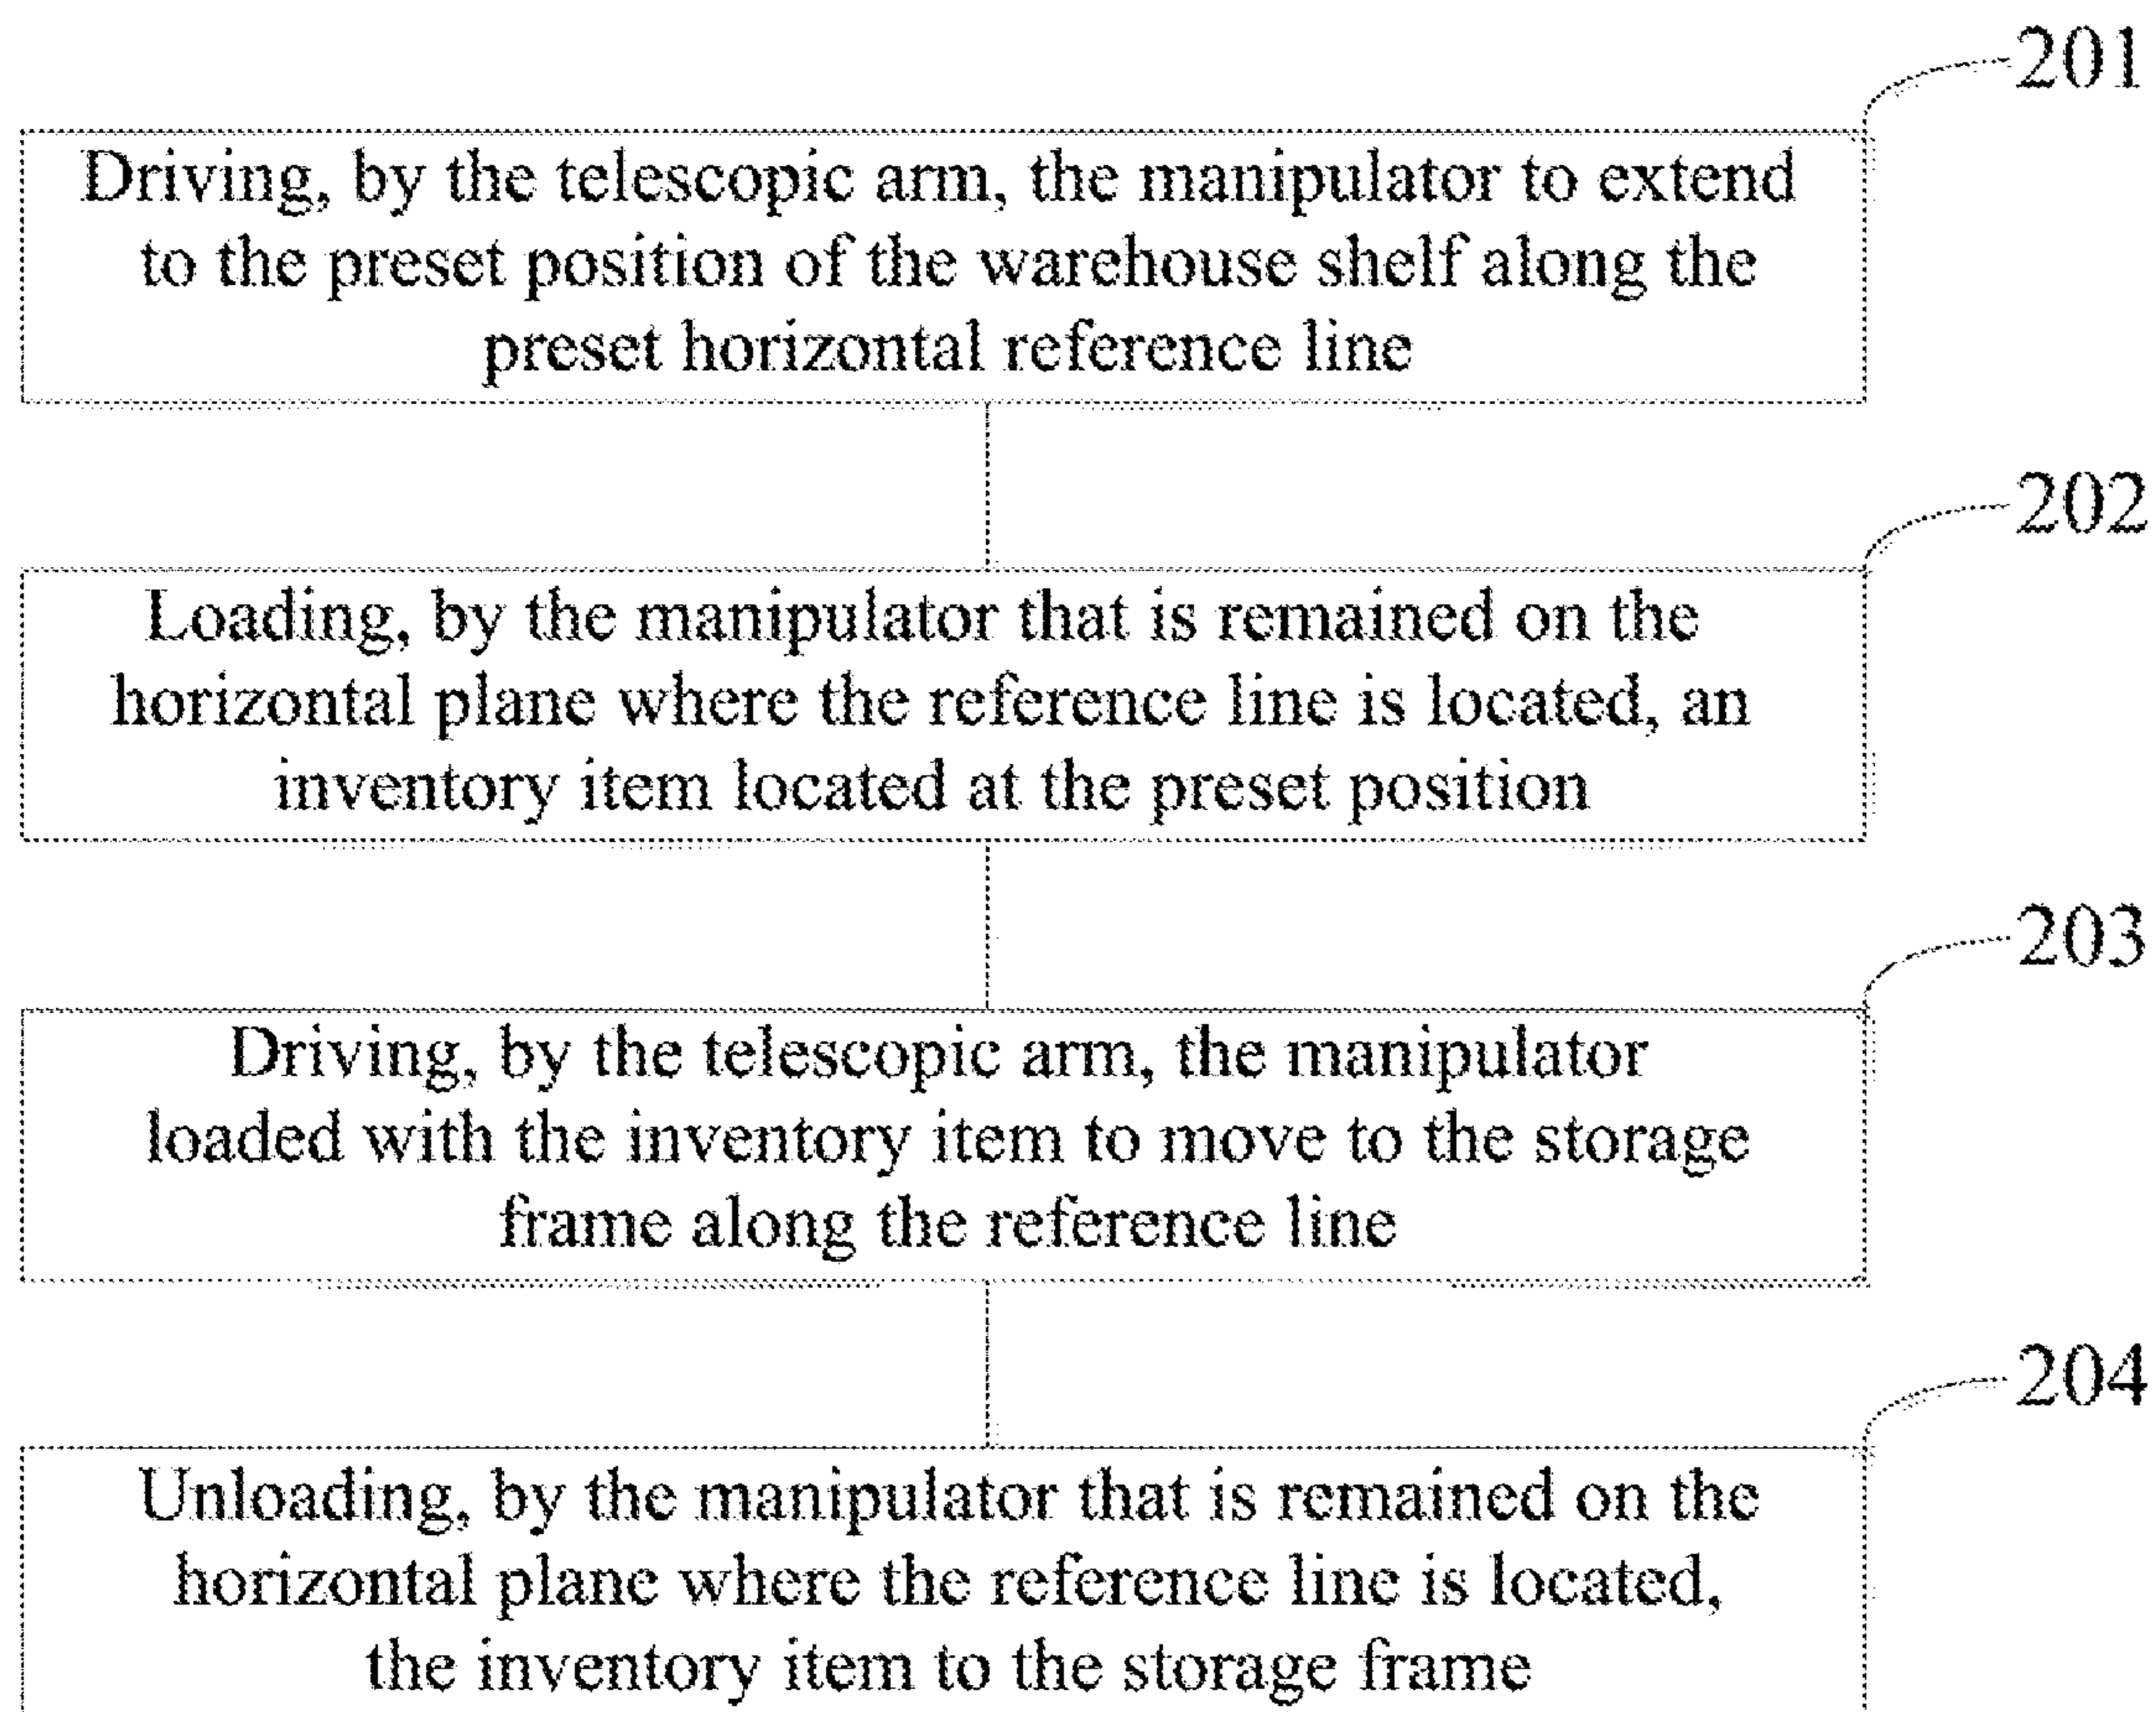 201
Driving, by the telescopic arm, the manipulator to extend
to the preset position of the warehouse shelf along the
preset horizontal reference line
202
Loading, by the manipulator that is remained on the
horizontal plane where the reference line is located, an
inventory item located at the preset position
203
Driving, by the telescopic arm, the manipulator
loaded with the inventory item to move to the storage
frame along the reference line
204
Unloading, by the manipulator that is remained on the
horizontal plane where the reference line is located,
the inventory item to the storage frame